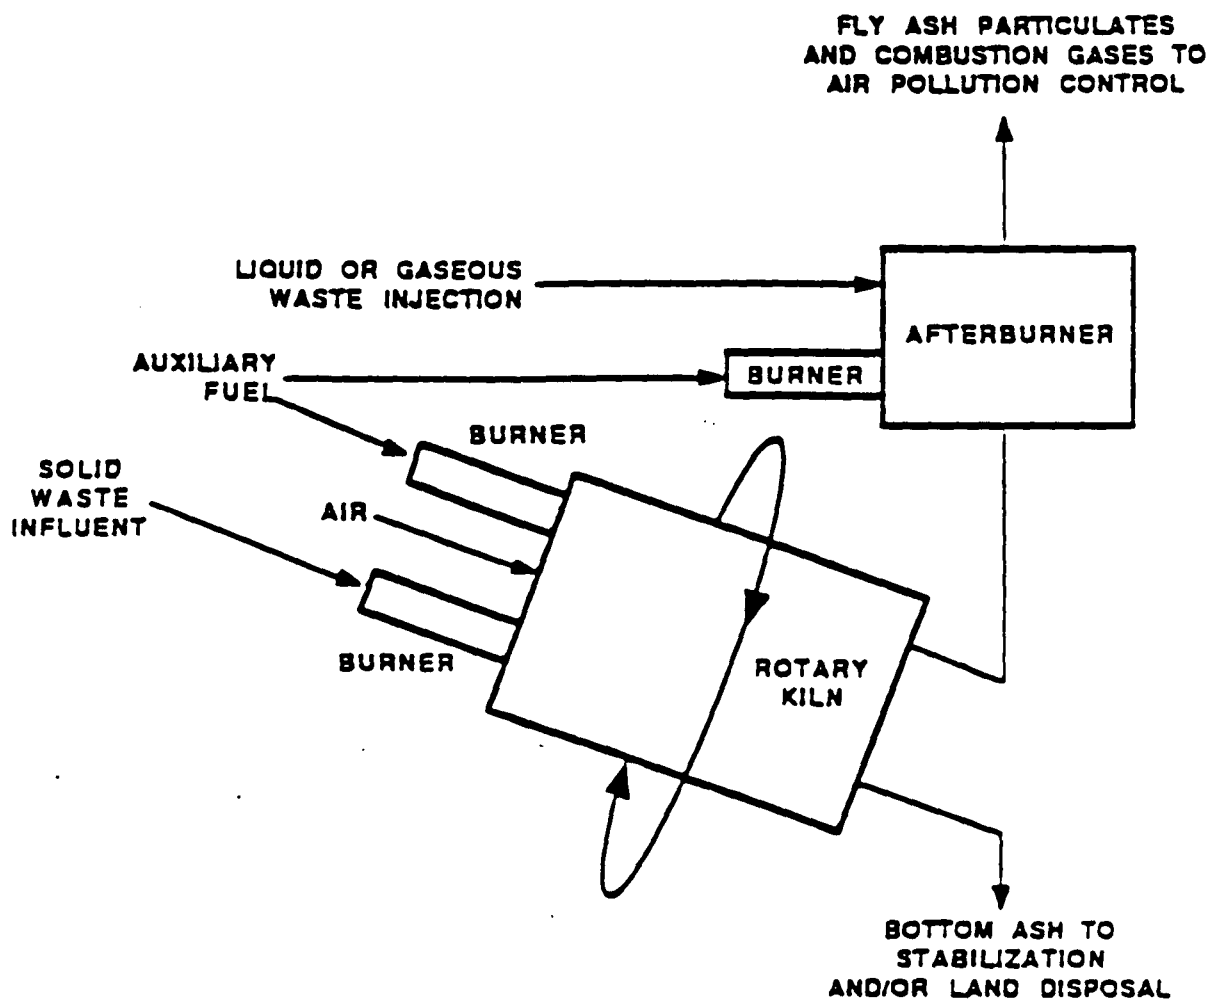 FLY ASH PARTICULATES
AND COMBUSTION GASES TO
AIR POLLUTION CONTROL
LIQUID OR GASEOUS
WASTE INJECTION
AFTERBURNER
AUXILIARY
FUEL
BURNER
BURNER
SOLID
WASTE
INFLUENT
AIR
BURNER
ROTARY
KILN
BOTTOM ASH TO
STABILIZATION
AND/OR LAND DISPOSAL